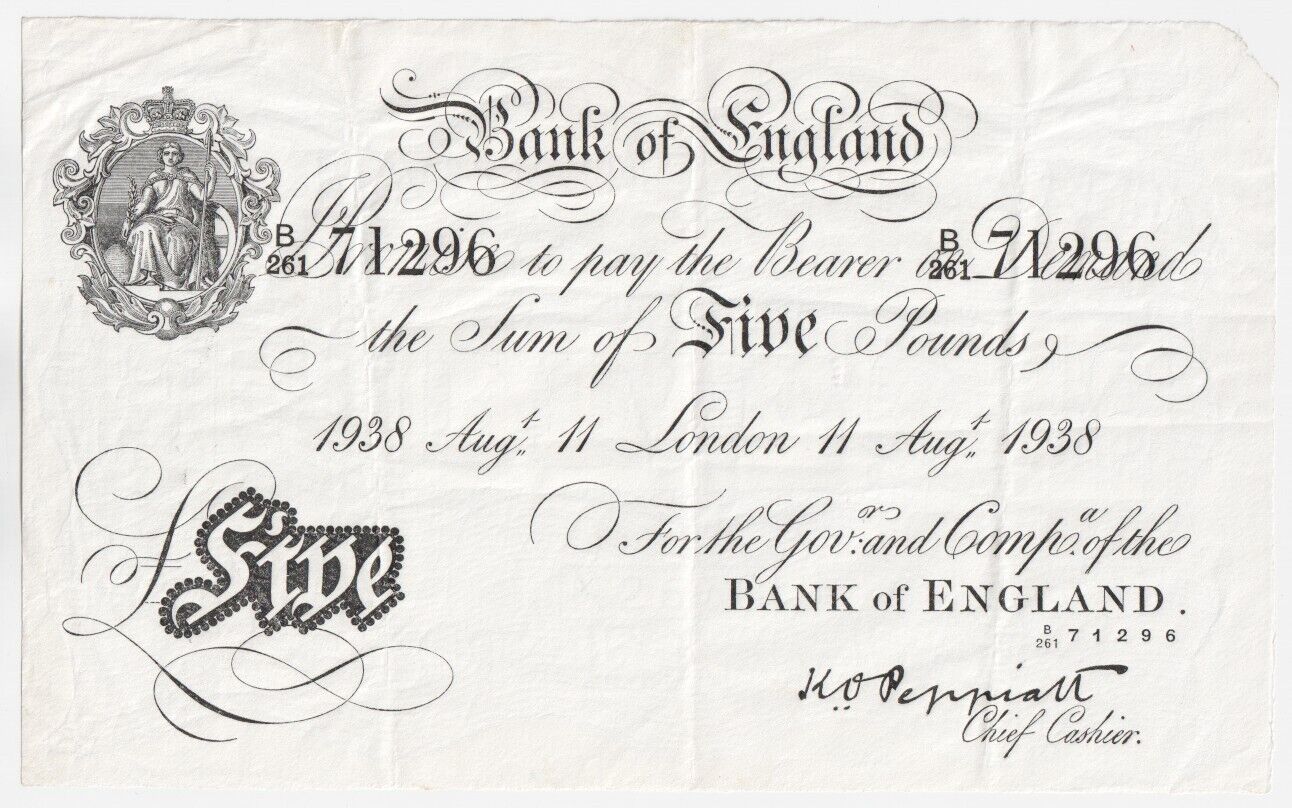 Bank of England
B
261 71296 B
261 71296
Promise to pay the Bearer on Demand
the Sum of Five Pounds,
1938 Augt. 11 London 11 Augt. 1938
£Five
For the Govr: and Compa. of the
BANK of ENGLAND.
B
261 71296
K O Peppiatt
Chief Cashier.